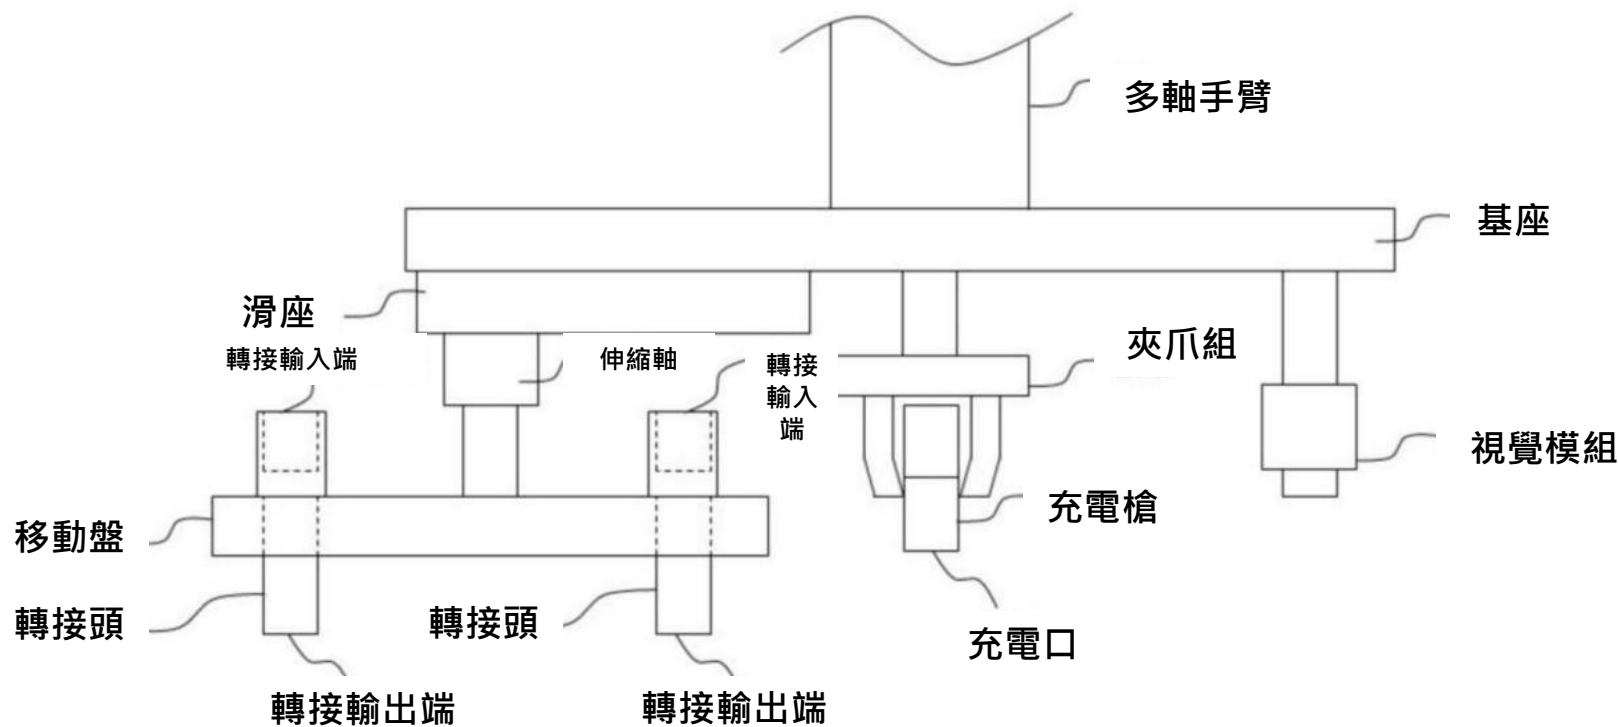 多軸手臂
基座
滑座
轉接輸入端
伸縮軸
轉接
輸入
端
夾爪組
視覺模組
充電槍
移動盤
轉接頭
轉接頭
充電口
轉接輸出端
轉接輸出端